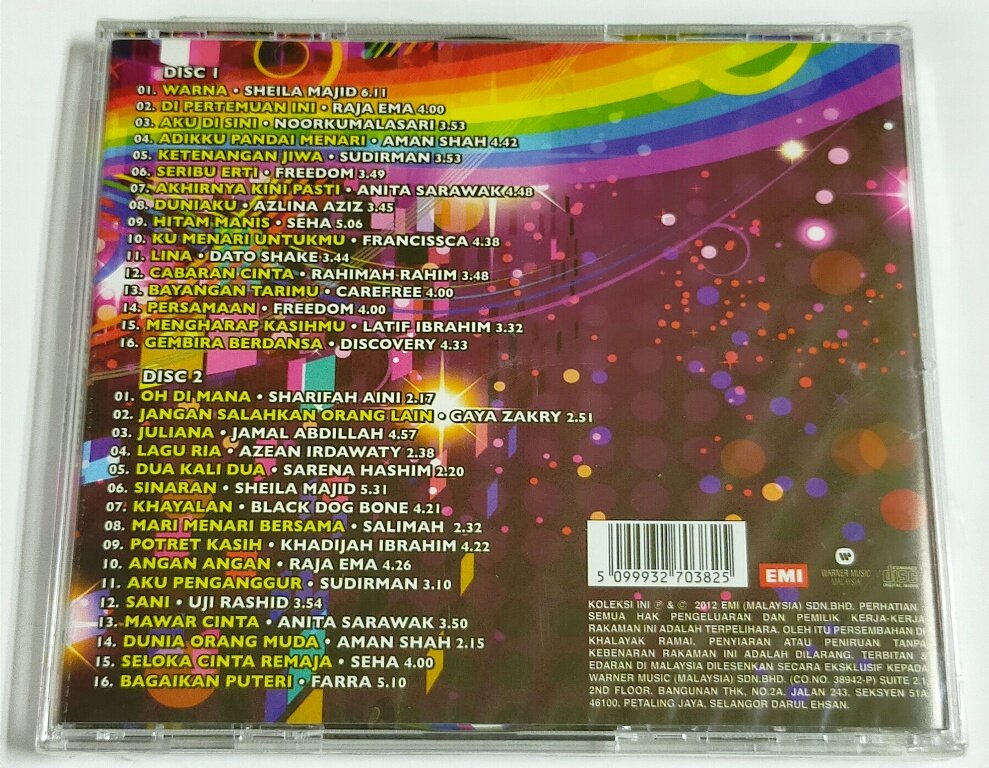 DISC 1
01. WARNA • SHEILA MAJID 6.11
02. DI PERTEMUAN INI • RAJA EMA 4.00
03. AKU DI SINI • NOORKUMALASARI 3.53
04. ADIKKU PANDAI MENARI • AMAN SHAH 4.42
05. KETENANGAN JIWA • SUDIRMAN 3.53
06. SERIBU ERTI • FREEDOM 3.49
07. AKHIRNYA KINI PASTI • ANITA SARAWAK 4.48
08. DUNIAKU • AZLINA AZIZ 3.45
09. HITAM MANIS • SEHA 5.06
10. KU MENARI UNTUKMU • FRANCISSCA 4.38
11. LINA • DATO SHAKE 3.44
12. CABARAN CINTA • RAHIMAH RAHIM 3.48
13. BAYANGAN TARIMU • CAREFREE 4.00
14. PERSAMAAN • FREEDOM 4.00
15. MENGHARAP KASIHMU • LATIF IBRAHIM 3.32
16. GEMBIRA BERDANSA • DISCOVERY 4.33
DISC 2
01. OH DI MANA • SHARIFAH AINI 2.17
02. JANGAN SALAHKAN ORANG LAIN • GAYA ZAKRY 2.51
03. JULIANA • JAMAL ABDILLAH 4.57
04. LAGU RIA • AZEAN IRDAWATY 2.38
05. DUA KALI DUA • SARENA HASHIM 2.20
06. SINARAN • SHEILA MAJID 5.31
07. KHAYALAN • BLACK DOG BONE 4.21
08. MARI MENARI BERSAMA • SALIMAH 2.32
09. POTRET KASIH • KHADIJAH IBRAHIM 4.22
10. ANGAN ANGAN • RAJA EMA 4.26
11. AKU PENGANGGUR • SUDIRMAN 3.10
12. SANI • UJI RASHID 3.54
13. MAWAR CINTA • ANITA SARAWAK 3.50
14. DUNIA ORANG MUDA • AMAN SHAH 2.15
15. SELOKA CINTA REMAJA • SEHA 4.00
16. BAGAIKAN PUTERI • FARRA 5.10
5 099932 703825
EMI
WARNER MUSIC
MALAYSIA
COMPACT
disc
DIGITAL AUDIO
KOLEKSI INI ℗ & © 2012 EMI (MALAYSIA) SDN.BHD. PERHATIAN :
SEMUA HAK PENGELUARAN DAN PEMILIK KERJA-KERJA
RAKAMAN INI ADALAH TERPELIHARA. OLEH ITU PERSEMBAHAN DI
KHALAYAK RAMAI, PENYIARAN ATAU PENIRUAN TANPA
KEBENARAN RAKAMAN INI ADALAH DILARANG. TERBITAN &
EDARAN DI MALAYSIA DILESENKAN SECARA EKSKLUSIF KEPADA
WARNER MUSIC (MALAYSIA) SDN.BHD. (CO.NO. 38942-P) SUITE 2.1,
2ND FLOOR, BANGUNAN THK, NO.2A, JALAN 243, SEKSYEN 51A
46100, PETALING JAYA, SELANGOR DARUL EHSAN.